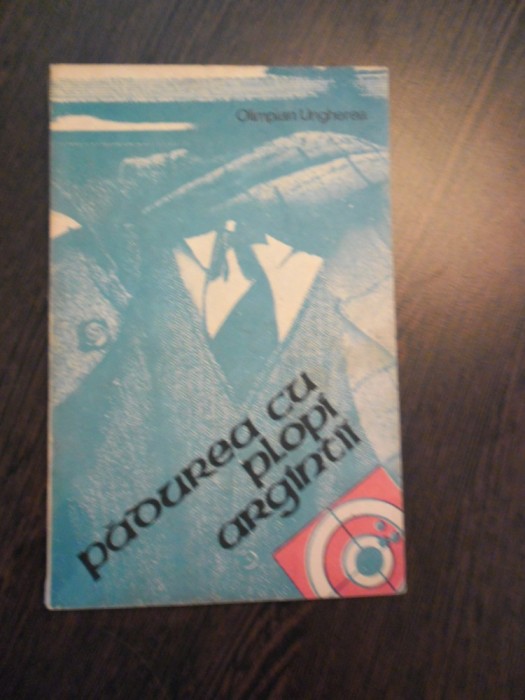 Olimpian Ungherea
pădurea cu
plopi
argintii